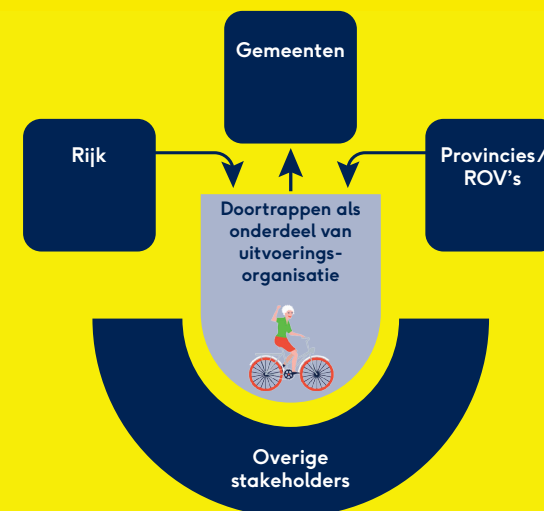 Gemeenten
Rijk
Provincies/
ROV's
Doortrappen als
onderdeel van
uitvoerings-
organisatie
Overige
stakeholders